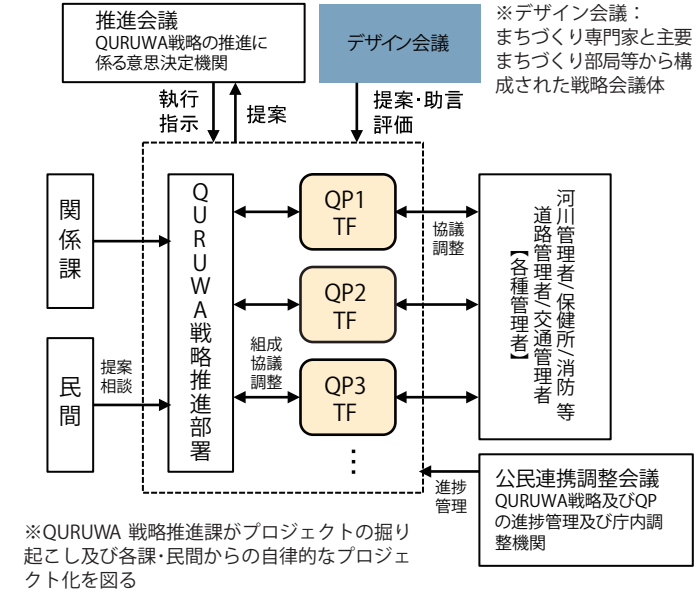 推進会議
QURUWA戦略の推進に
係る意思決定機関
デザイン会議
※デザイン会議：
まちづくり専門家と主要
まちづくり部局等から構
成された戦略会議体
執行
指示
提案
提案・助言
評価
関係課
民間
提案
相談
QURUWA戦略推進部署
QP1
TF
QP2
TF
QP3
TF
⋮
組成
協議
調整
協議
調整
河川管理者/保健所/消防 等
道路管理者/交通管理者
【各種管理者】
進捗
管理
公民連携調整会議
QURUWA戦略及びQP
の進捗管理及び庁内調
整機関
※QURUWA 戦略推進課がプロジェクトの掘り
起こし及び各課・民間からの自律的なプロジェ
クト化を図る